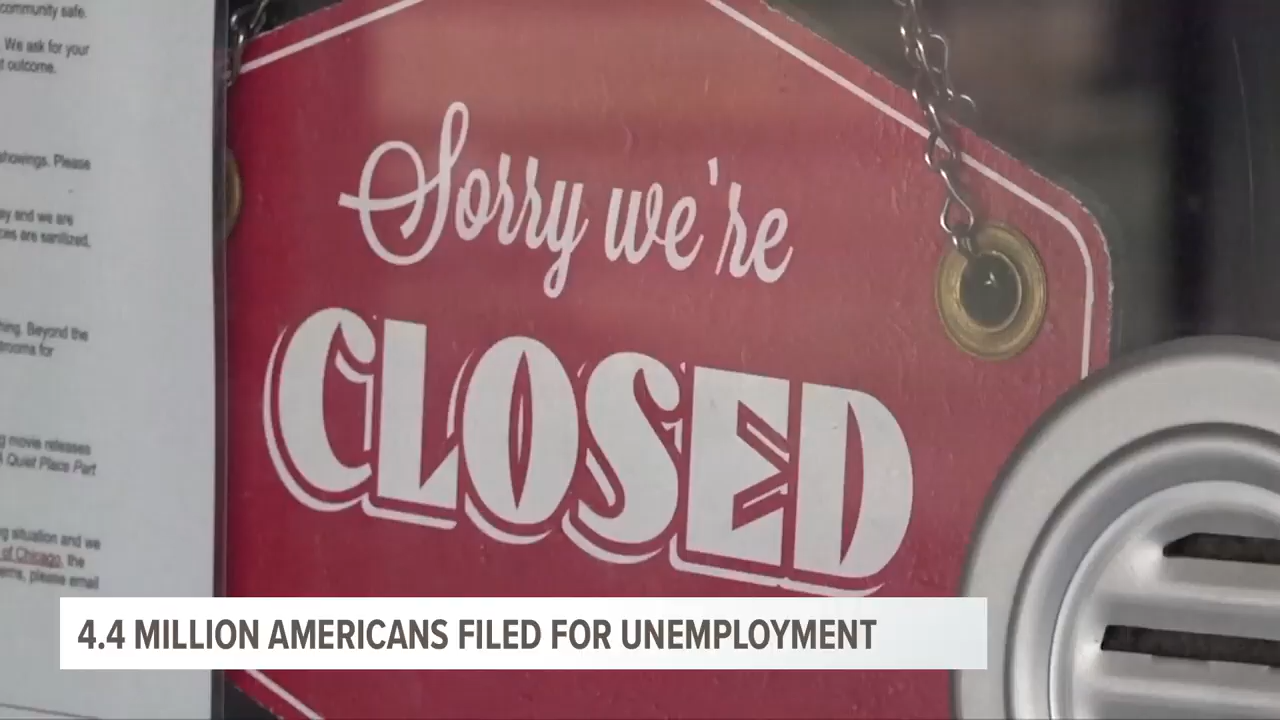 community safe.
We ask for your
outcome.
showings. Please
and we are
are sanitized,
Beyond the
for
movie releases
Quiet Place Part
situation and we
of Chicago, the
please email
Sorry we're
CLOSED
4.4 MILLION AMERICANS FILED FOR UNEMPLOYMENT